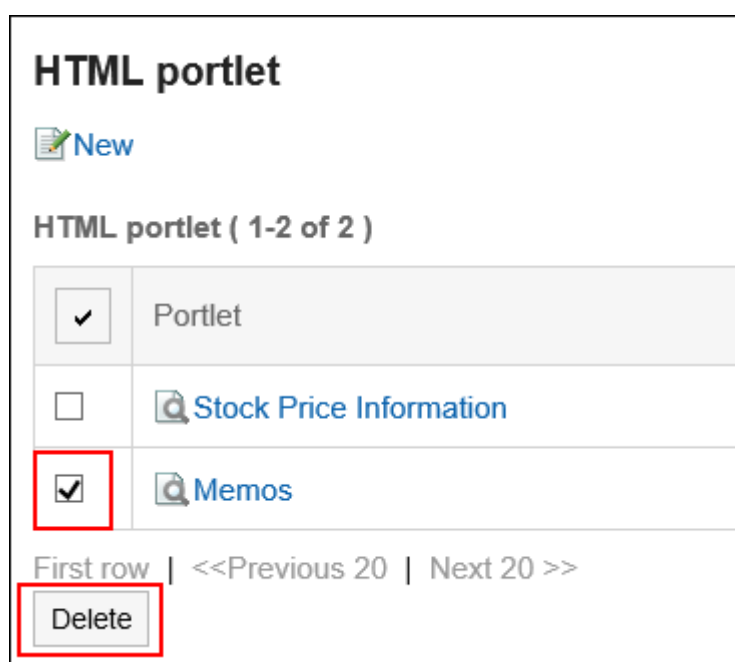 HTML portlet
New
HTML portlet ( 1-2 of 2 )
Portlet
Stock Price Information
Memos
First row | <<Previous 20 | Next 20 >>
Delete